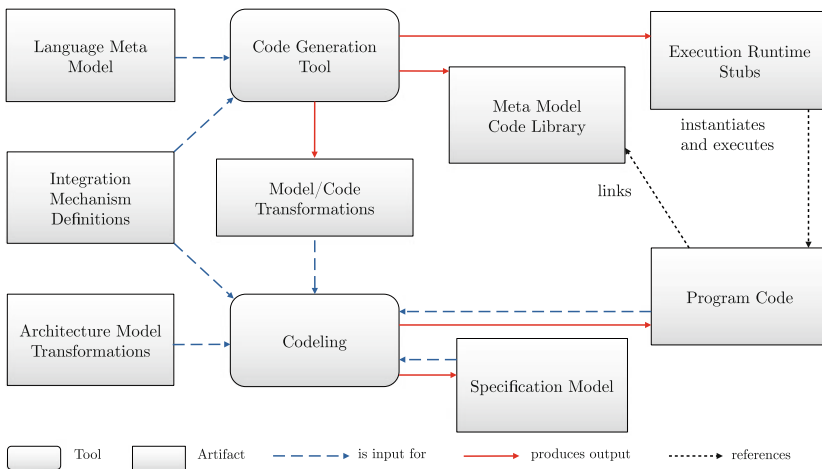 Language Meta
Model
Code Generation
Tool
Execution Runtime
Stubs
Meta Model
Code Library
instantiates
and executes
Integration
Mechanism
Definitions
Model/Code
Transformations
links
Architecture Model
Transformations
Codeling
Program Code
Specification Model
Tool
Artifact
is input for
produces output
references